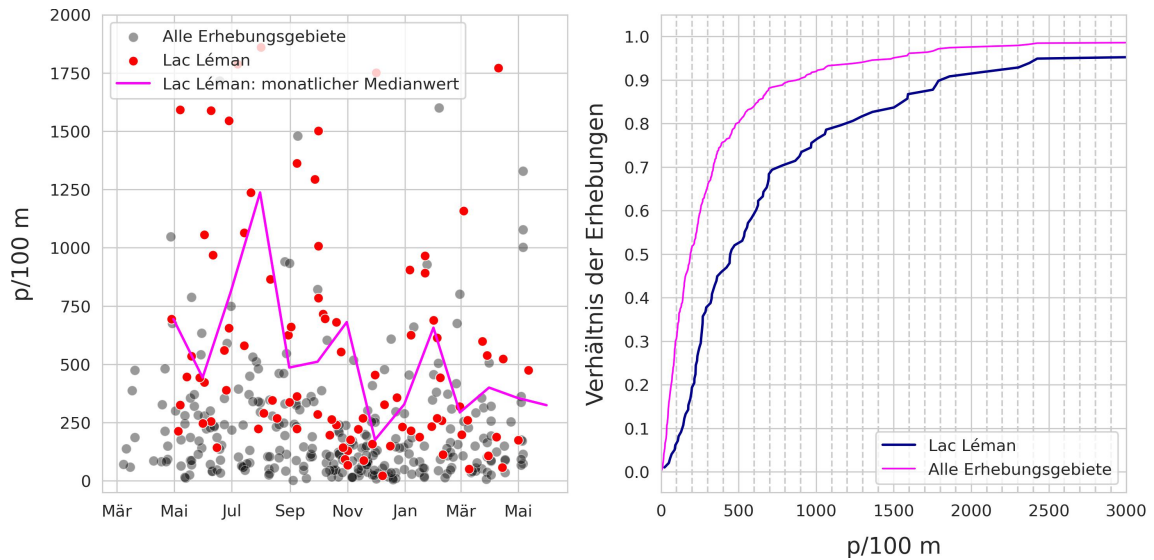 2000
1750
1500
1250
1000
750
500
250
0
p/100 m
Mär
Mai
Jul
Sep
Nov
Jan
Mär
Mai
Alle Erhebungsgebiete
Lac Léman
Lac Léman: monatlicher Medianwert
1.0
0.9
0.8
0.7
0.6
0.5
0.4
0.3
0.2
0.1
0.0
Verhältnis der Erhebungen
0
500
1000
1500
2000
2500
3000
p/100 m
Lac Léman
Alle Erhebungsgebiete